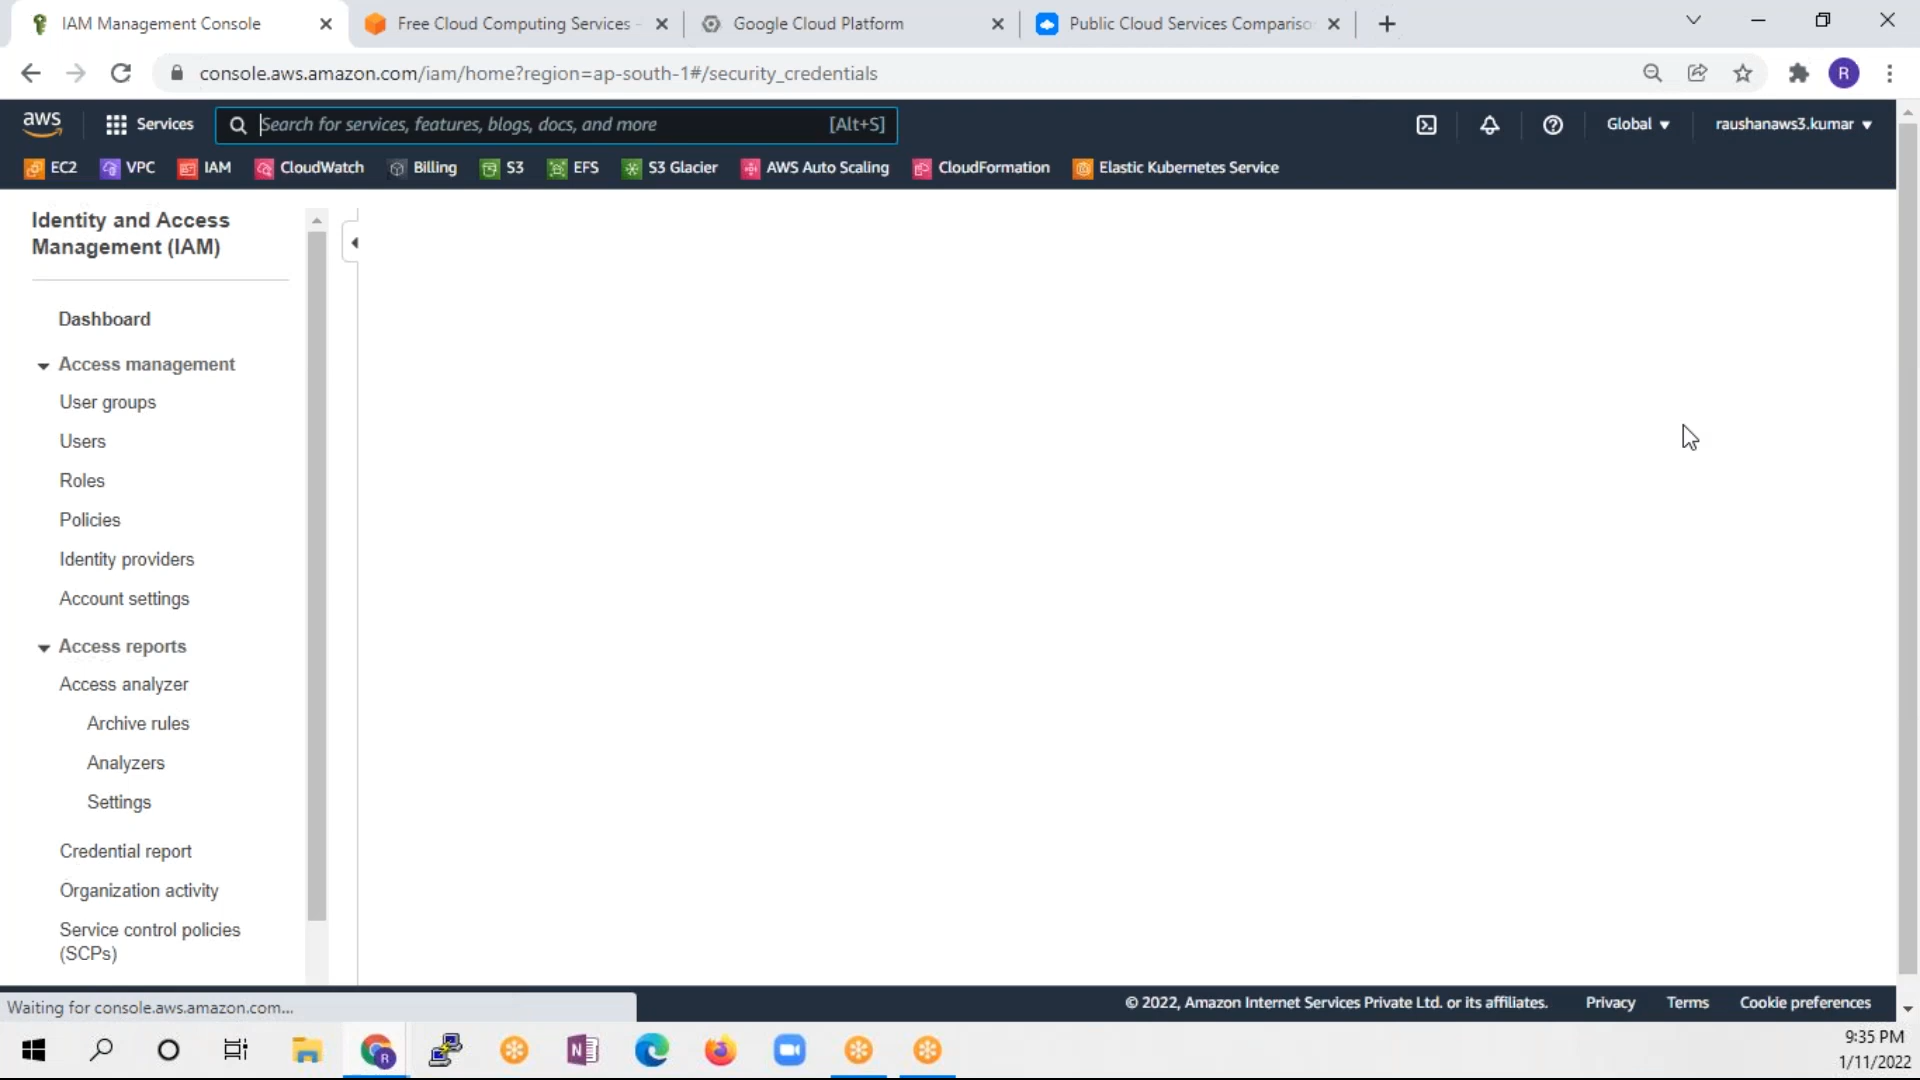 IAM Management Console
Free Cloud Computing Services -
Google Cloud Platform
Public Cloud Services Compariso
console.aws.amazon.com/iam/home?region=ap-south-1#/security_credentials
R
aws
Services
Search for services, features, blogs, docs, and more
[Alt+S]
Global
raushanaws3.kumar
EC2
VPC
IAM
CloudWatch
Billing
S3
EFS
S3 Glacier
AWS Auto Scaling
CloudFormation
Elastic Kubernetes Service
Identity and Access
Management (IAM)
Dashboard
Access management
User groups
Users
Roles
Policies
Identity providers
Account settings
Access reports
Access analyzer
Archive rules
Analyzers
Settings
Credential report
Organization activity
Service control policies
(SCPs)
Waiting for console.aws.amazon.com...
© 2022, Amazon Internet Services Private Ltd. or its affiliates.
Privacy
Terms
Cookie preferences
R
N
9:35 PM
1/11/2022